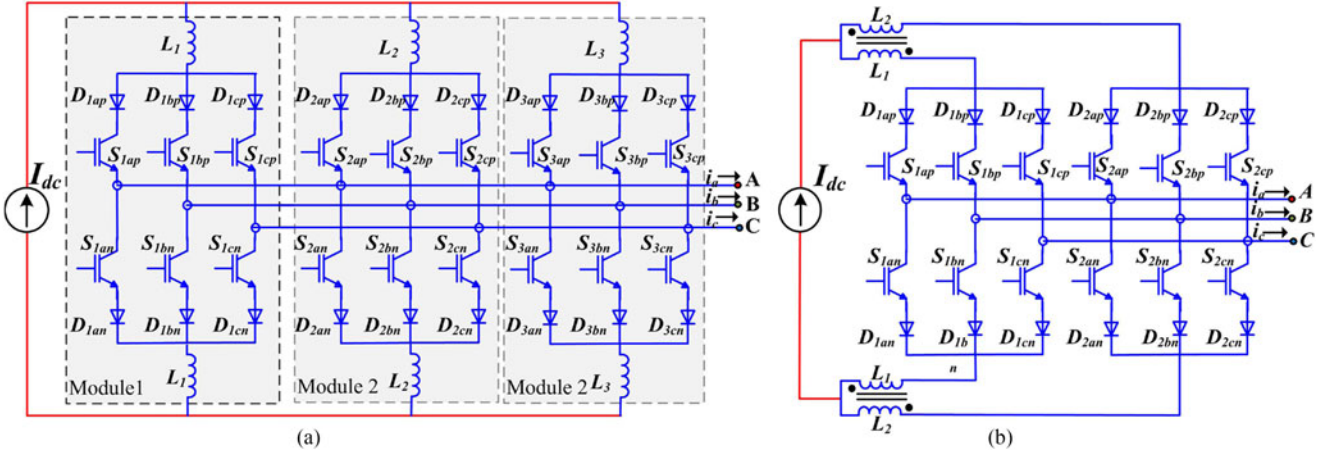 L1 L2 L3
D1ap D1bp D1cp D2ap D2bp D2cp D3ap D3bp D3cp
S1ap S1bp S1cp S2ap S2bp S2cp S3ap S3bp S3cp
Idc
ia A
ib B
ic C
S1an S1bn S1cn S2an S2bn S2cn S3an S3bn S3cn
D1an D1bn D1cn D2an D2bn D2cn D3an D3bn D3cn
L1 L2 L3
Module1 Module 2 Module 2
(a)
L2
L1
D1ap D1bp D1cp D2ap D2bp D2cp
S1ap S1bp S1cp S2ap S2bp S2cp
Idc
ia A
ib B
ic C
S1an S1bn S1cn S2an S2bn S2cn
D1an D1b D1cn D2an D2bn D2cn
n
L1
L2
(b)